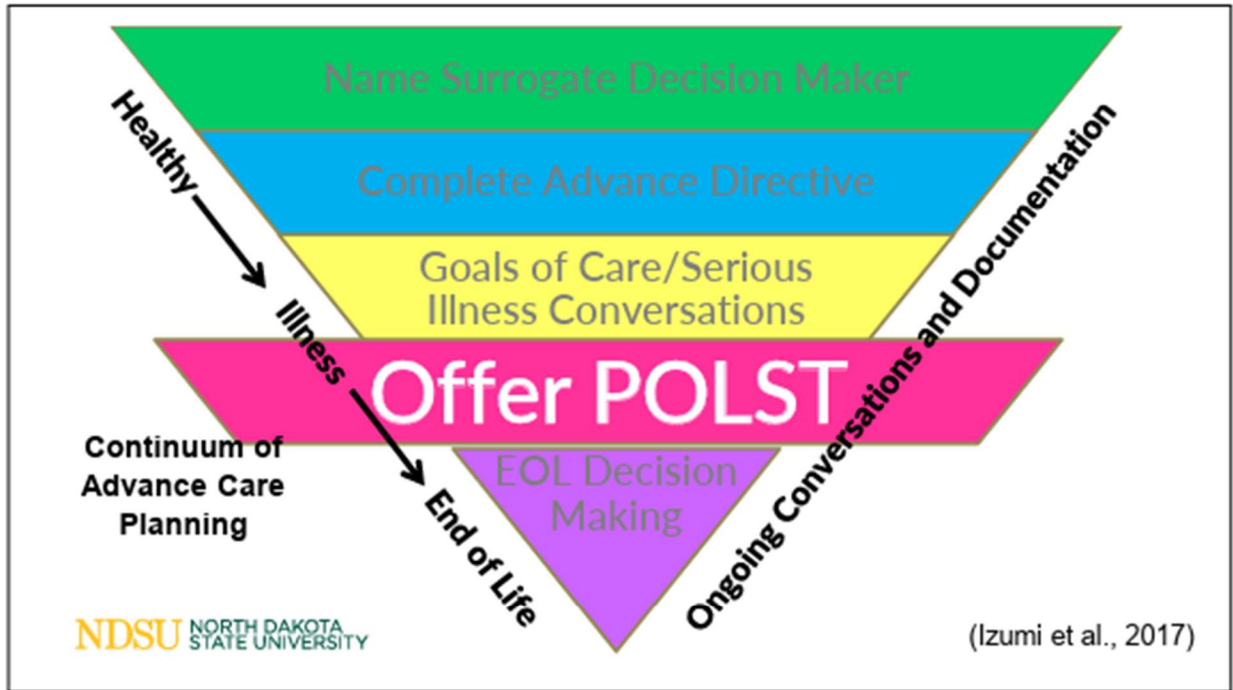 Name Surrogate Decision Maker
Complete Advance Directive
Goals of Care/Serious
Illness Conversations
Offer POLST
EOL Decision
Making
Healthy
Illness
End of Life
Ongoing Conversations and Documentation
Continuum of
Advance Care
Planning
NDSU NORTH DAKOTA
STATE UNIVERSITY
(Izumi et al., 2017)